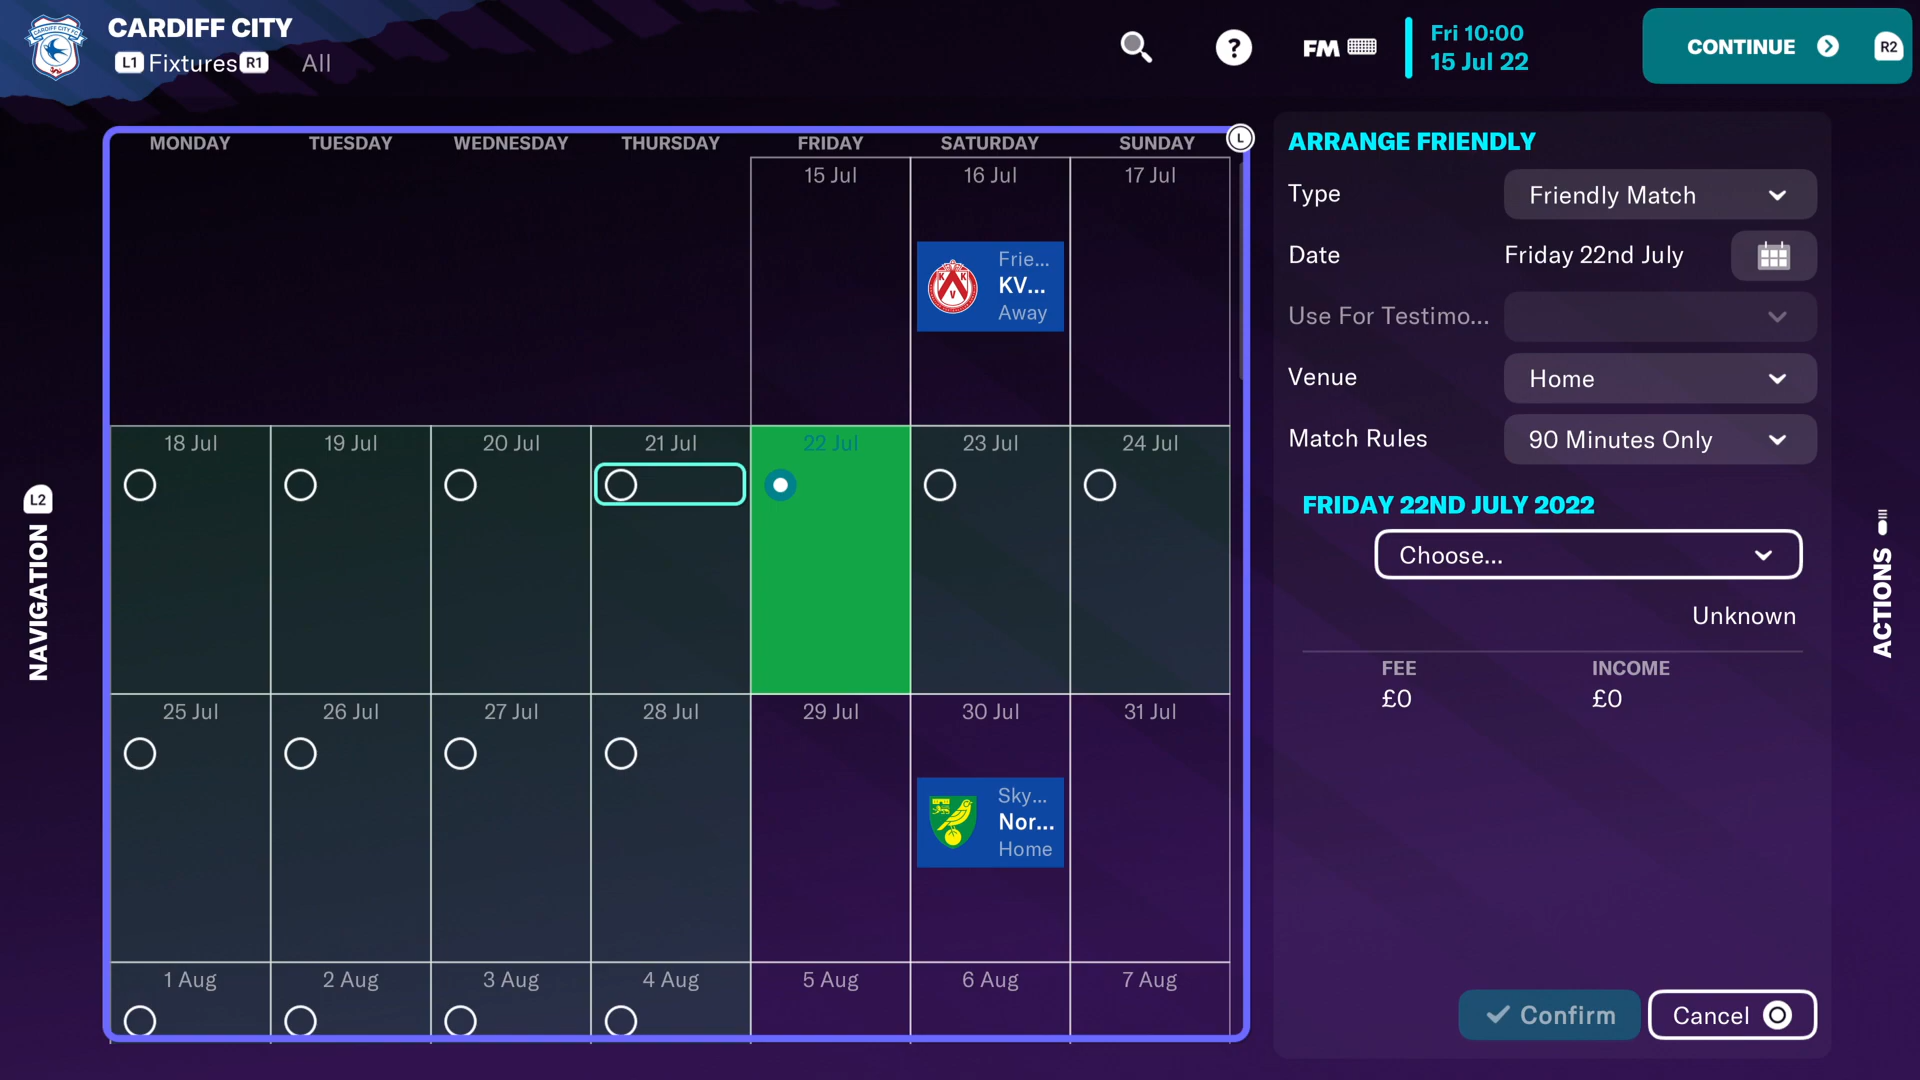 CARDIFF CITY
L1 Fixtures R1 All
?
FM
Fri 10:00
15 Jul 22
CONTINUE R2
L
MONDAY TUESDAY WEDNESDAY THURSDAY FRIDAY SATURDAY SUNDAY
15 Jul 16 Jul 17 Jul
Frie...
KV...
Away
18 Jul 19 Jul 20 Jul 21 Jul 22 Jul 23 Jul 24 Jul
25 Jul 26 Jul 27 Jul 28 Jul 29 Jul 30 Jul 31 Jul
Sky...
Nor...
Home
1 Aug 2 Aug 3 Aug 4 Aug 5 Aug 6 Aug 7 Aug
L2
NAVIGATION
ARRANGE FRIENDLY
Type Friendly Match
Date Friday 22nd July
Use For Testimo...
Venue Home
Match Rules 90 Minutes Only
FRIDAY 22ND JULY 2022
Choose...
Unknown
FEE INCOME
£0 £0
Confirm Cancel
ACTIONS